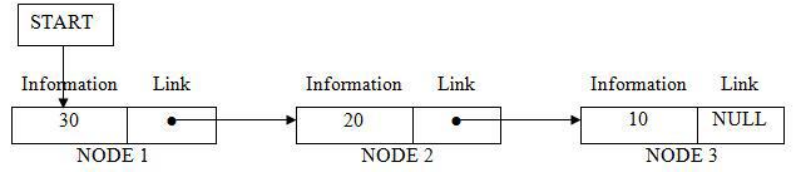 START
Information Link Information Link Information Link
30 20 10 NULL
NODE 1 NODE 2 NODE 3